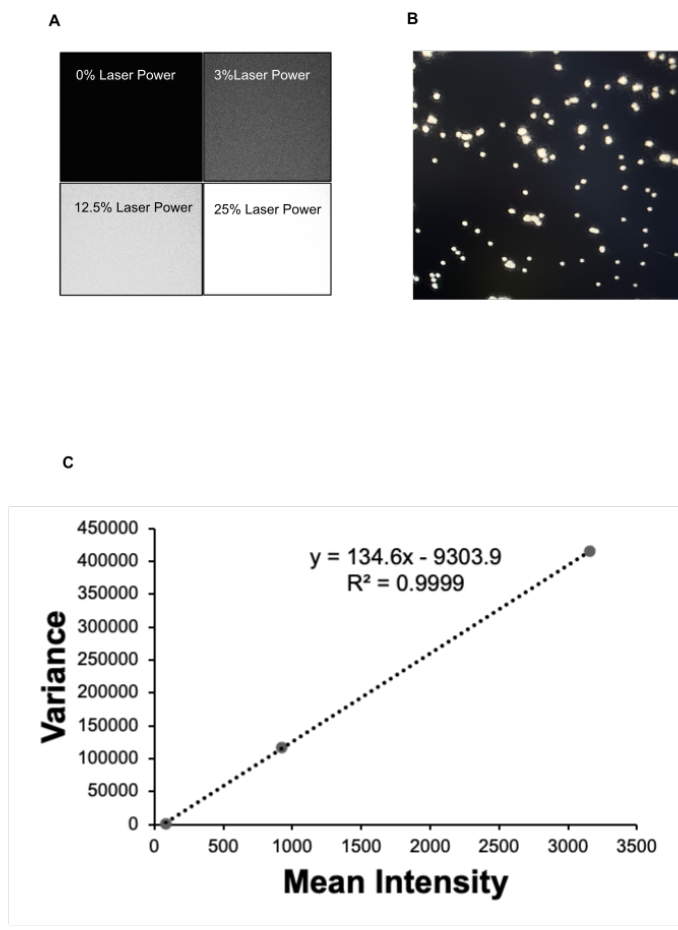 A
B
0% Laser Power
3%Laser Power
12.5% Laser Power
25% Laser Power
C
450000
400000
350000
300000
250000
200000
150000
100000
50000
0
y = 134.6x - 9303.9
R² = 0.9999
Variance
0 500 1000 1500 2000 2500 3000 3500
Mean Intensity